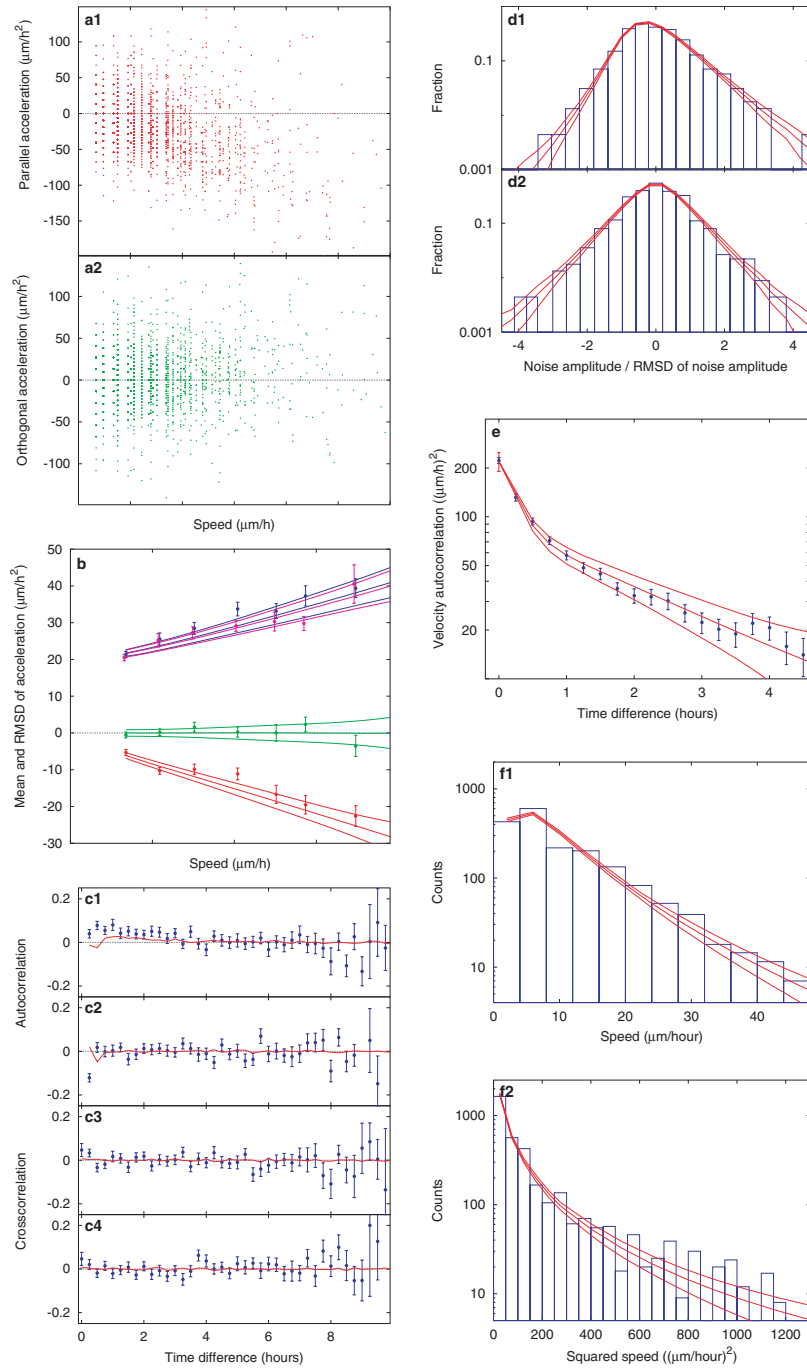 a1
Parallel acceleration (μm/h2)
100
50
0
-50
-100
-150
a2
Orthogonal acceleration (μm/h2)
100
50
0
-50
-100
Speed (μm/h)
b
Mean and RMSD of acceleration (μm/h2)
50
40
30
20
10
0
-10
-20
-30
Speed (μm/h)
c1
0.2
0
-0.2
Autocorrelation
c2
0.2
0
-0.2
c3
0.2
0
-0.2
Crosscorrelation
c4
0.2
0
-0.2
0 2 4 6 8
Time difference (hours)
d1
Fraction
0.1
0.001
d2
Fraction
0.1
0.001
-4 -2 0 2 4
Noise amplitude / RMSD of noise amplitude
e
Velocity autocorrelation ((μm/h)2)
200
100
50
20
0 1 2 3 4
Time difference (hours)
f1
Counts
1000
100
10
0 10 20 30 40
Speed (μm/hour)
f2
Counts
1000
100
10
0 200 400 600 800 1000 1200
Squared speed ((μm/hour)2)